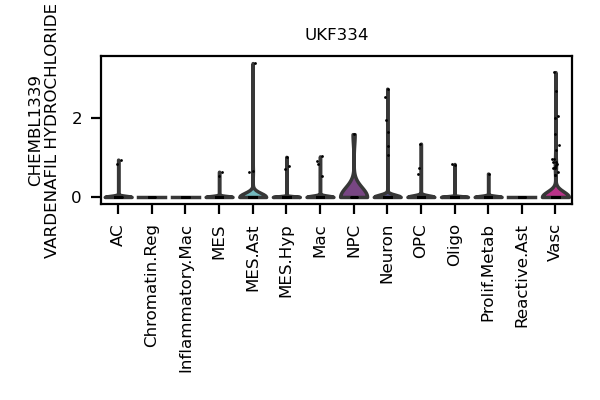 UKF334
CHEMBL1339
VARDENAFIL HYDROCHLORIDE
2
0
AC
Chromatin.Reg
Inflammatory.Mac
MES
MES.Ast
MES.Hyp
Mac
NPC
Neuron
OPC
Oligo
Prolif.Metab
Reactive.Ast
Vasc